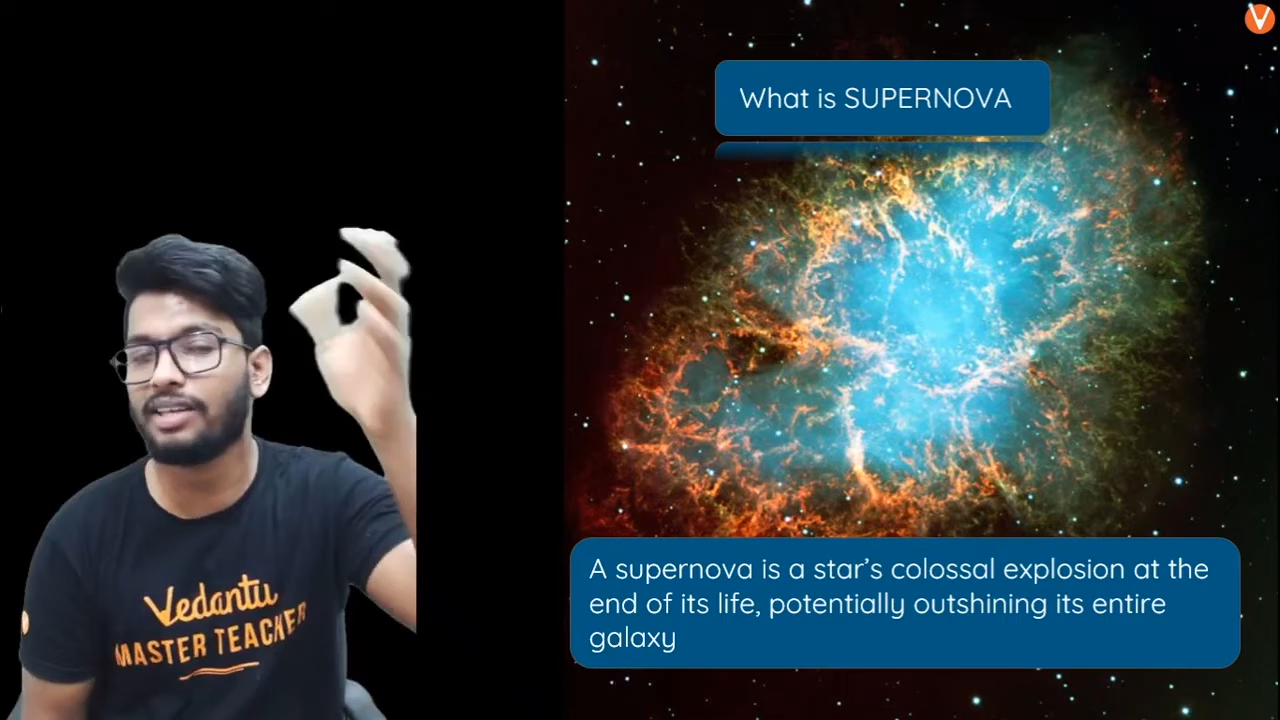 What is SUPERNOVA
A supernova is a star’s colossal explosion at the
end of its life, potentially outshining its entire
galaxy
Vedantu
MASTER TEACHER